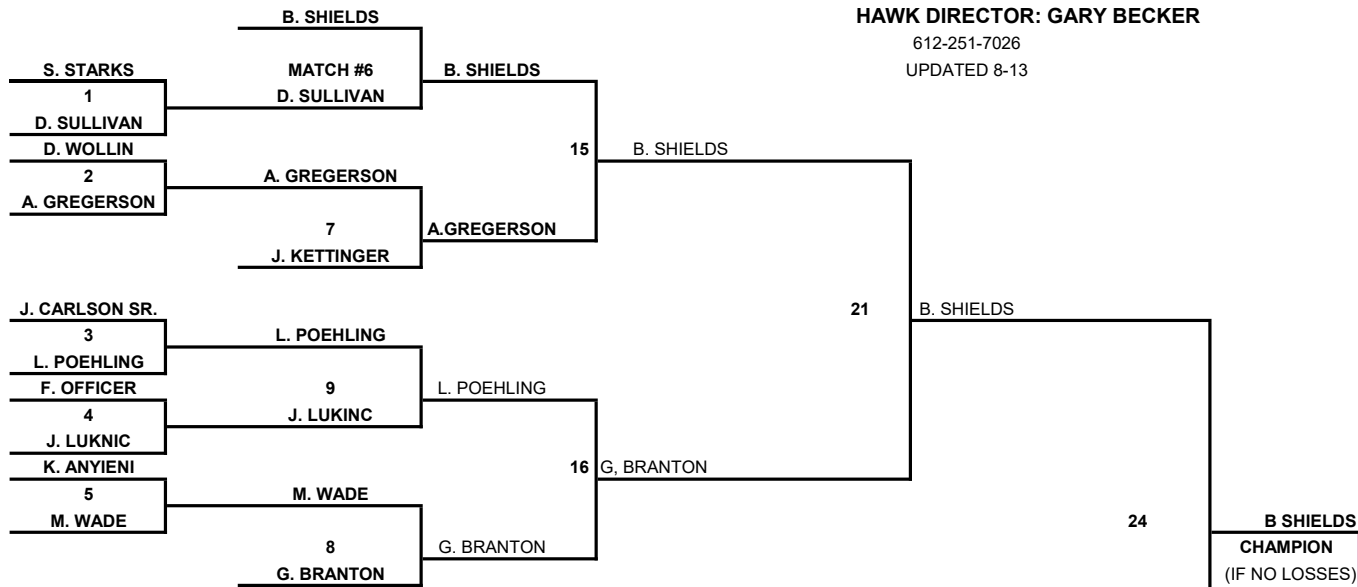 B. SHIELDS
HAWK DIRECTOR: GARY BECKER
612-251-7026
UPDATED 8-13
S. STARKS
MATCH #6
B. SHIELDS
1
D. SULLIVAN
D. SULLIVAN
D. WOLLIN
15
B. SHIELDS
2
A. GREGERSON
A. GREGERSON
7
A.GREGERSON
J. KETTINGER
J. CARLSON SR.
21
B. SHIELDS
3
L. POEHLING
L. POEHLING
F. OFFICER
9
L. POEHLING
4
J. LUKINC
J. LUKNIC
K. ANYIENI
16
G, BRANTON
5
M. WADE
M. WADE
24
B SHIELDS
8
G. BRANTON
CHAMPION
G. BRANTON
(IF NO LOSSES)